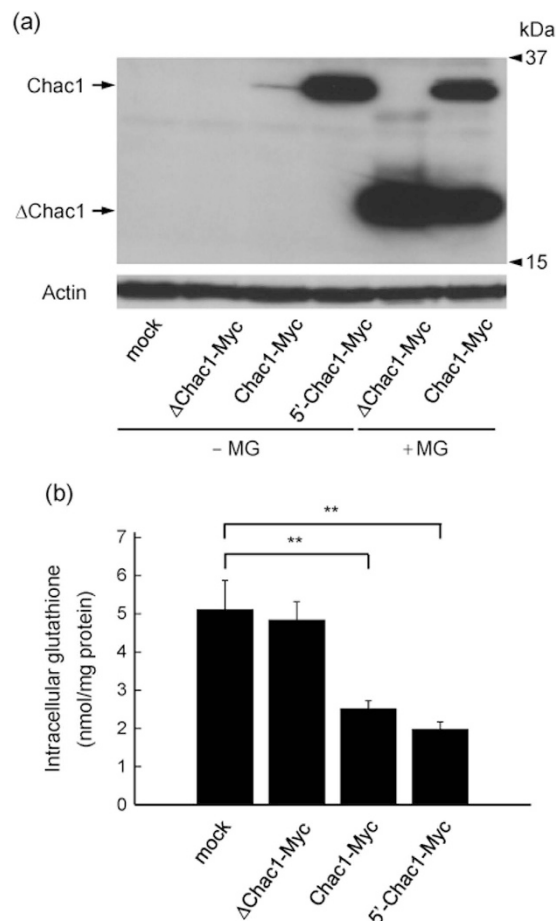 (a)
kDa
37
Chac1
ΔChac1
15
Actin
mock
ΔChac1-Myc
Chac1-Myc
5'-Chac1-Myc
ΔChac1-Myc
Chac1-Myc
– MG
+ MG
(b)
Intracellular glutathione
(nmol/mg protein)
7
6
5
4
3
2
1
0
**
**
mock
ΔChac1-Myc
Chac1-Myc
5'-Chac1-Myc